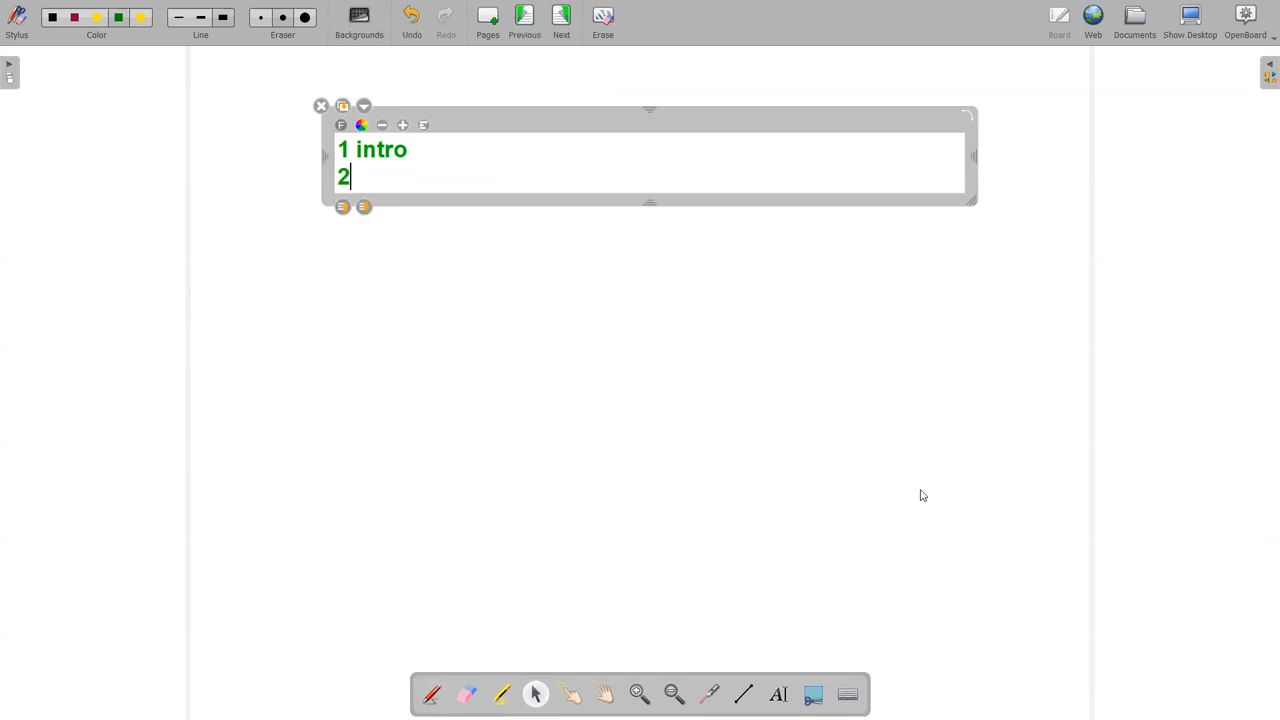 Stylus
Color
Line
Eraser
Backgrounds
Undo
Redo
Pages
Previous
Next
Erase
Board
Web
Documents
Show Desktop
OpenBoard
F
1 intro
2
AI